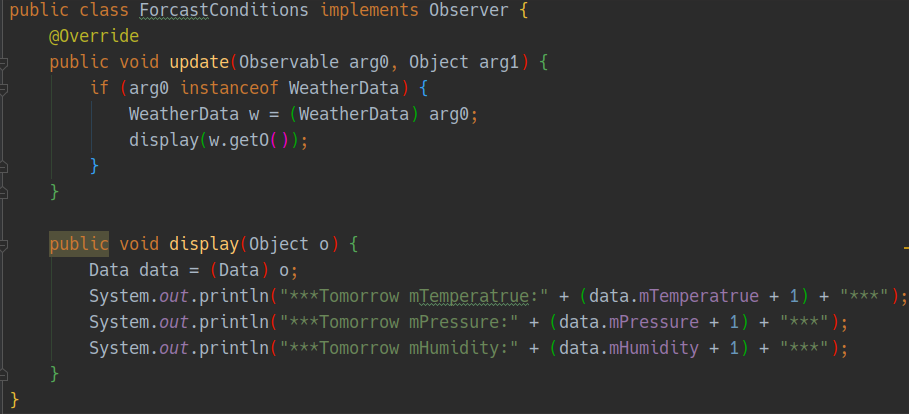 public class ForcastConditions implements Observer {
    @Override
    public void update(Observable arg0, Object arg1) {
        if (arg0 instanceof WeatherData) {
            WeatherData w = (WeatherData) arg0;
            display(w.getO());
        }
    }

    public void display(Object o) {
        Data data = (Data) o;
        System.out.println("***Tomorrow mTemperatrue:" + (data.mTemperatrue + 1) + "***");
        System.out.println("***Tomorrow mPressure:" + (data.mPressure + 1) + "***");
        System.out.println("***Tomorrow mHumidity:" + (data.mHumidity + 1) + "***");
    }
}